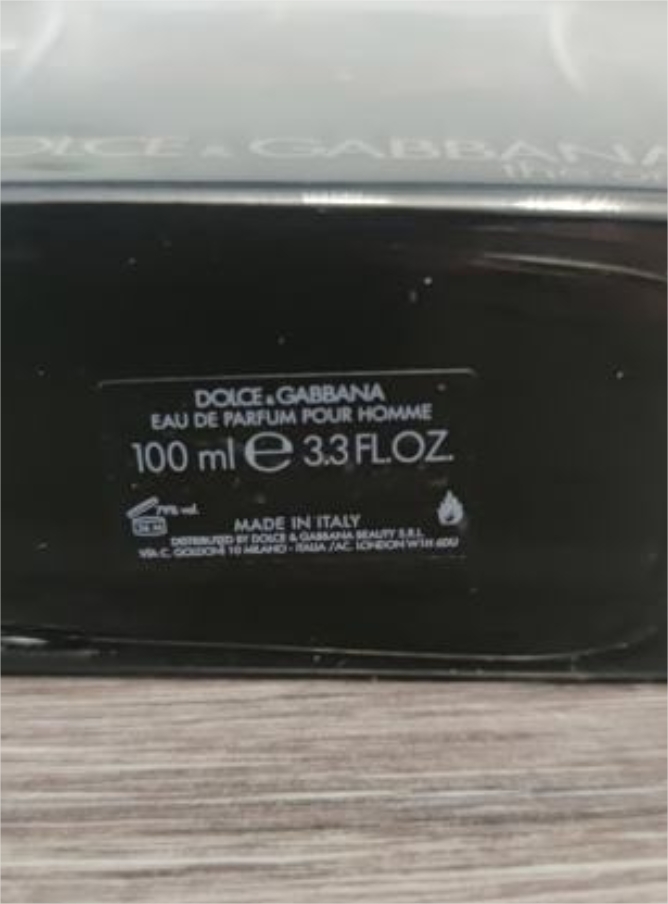 DOLCE & GABBANA
the
DOLCE & GABBANA
EAU DE PARFUM POUR HOMME
100 ml e 3.3 FL.OZ.
79% vol.
MADE IN ITALY
DISTRIBUTED BY DOLCE & GABBANA BEAUTY S.R.L.
VIA C. GOLDONI 10 MILANO - ITALIA /AC. LONDON W1H 6DU